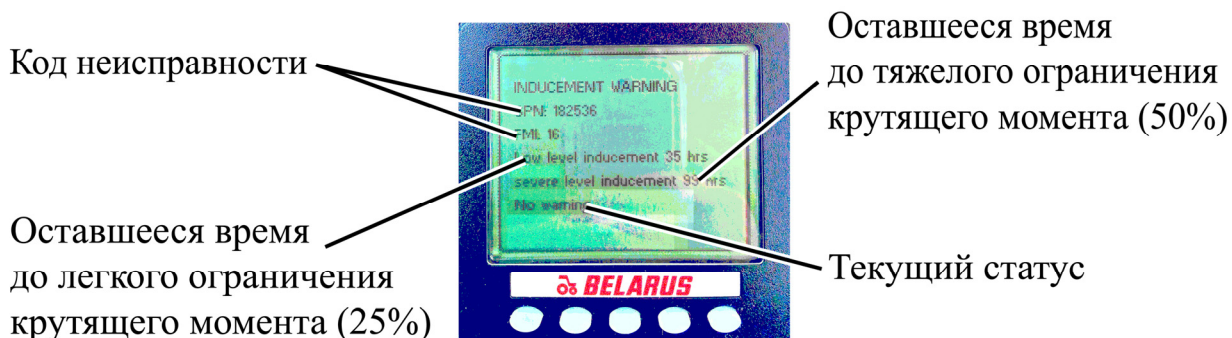 Код неисправности
Оставшееся время
до легкого ограничения
крутящего момента (25%)
INDUCEMENT WARNING
SPN: 182536
FMI: 16
Low level inducement 35 hrs
severe level inducement 99 hrs
No warning
BELARUS
Оставшееся время
до тяжелого ограничения
крутящего момента (50%)
Текущий статус